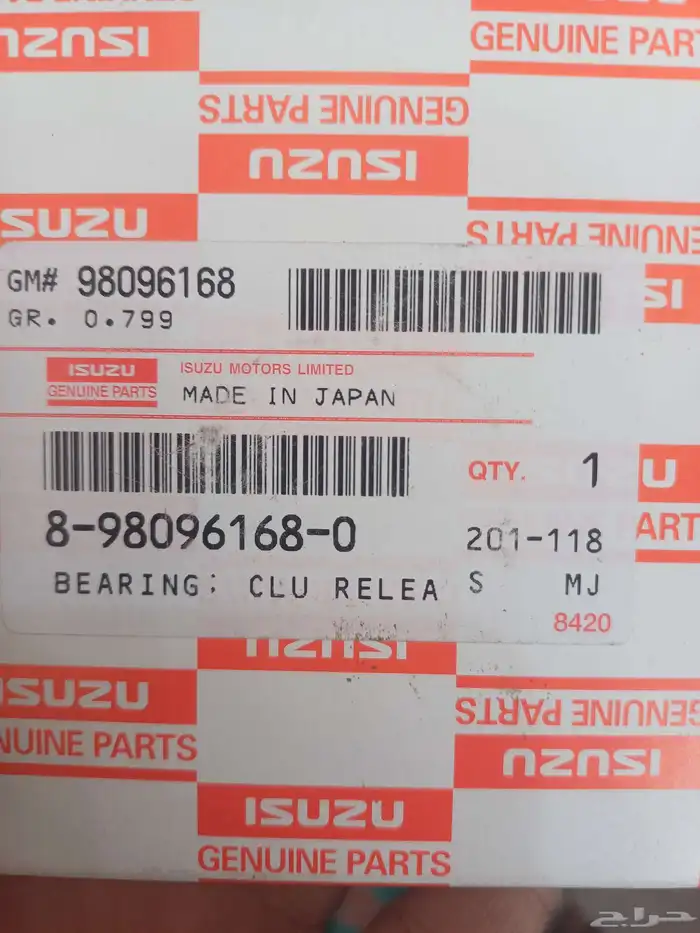 ISUZU
GENUINE PARTS
GENUINE PARTS
ISUZU
ISUZU
GENUINE PARTS
GM# 98096168
GR. 0.799
ISUZU
GENUINE PARTS
ISUZU MOTORS LIMITED
MADE IN JAPAN
QTY. 1
8-98096168-0
201-118
BEARING; CLU RELEA S MJ
8420
ISUZU
ISUZU
GENUINE PARTS
GENUINE PARTS
ISUZU
ISUZU
GENUINE PARTS
حراج